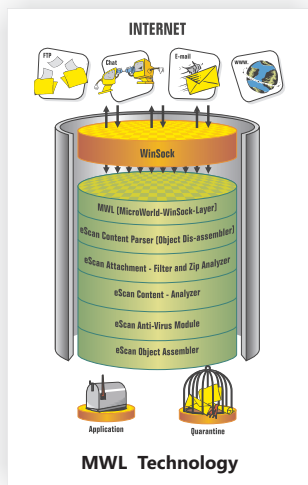 INTERNET
FTP
Chat
E-mail
www.
WinSock
MWL (MicroWorld-WinSock-Layer)
eScan Content Parser (Object Dis-assembler)
eScan Attachment - Filter and Zip Analyzer
eScan Content - Analyzer
eScan Anti-Virus Module
eScan Object Assembler
Application
Quarantine
MWL Technology